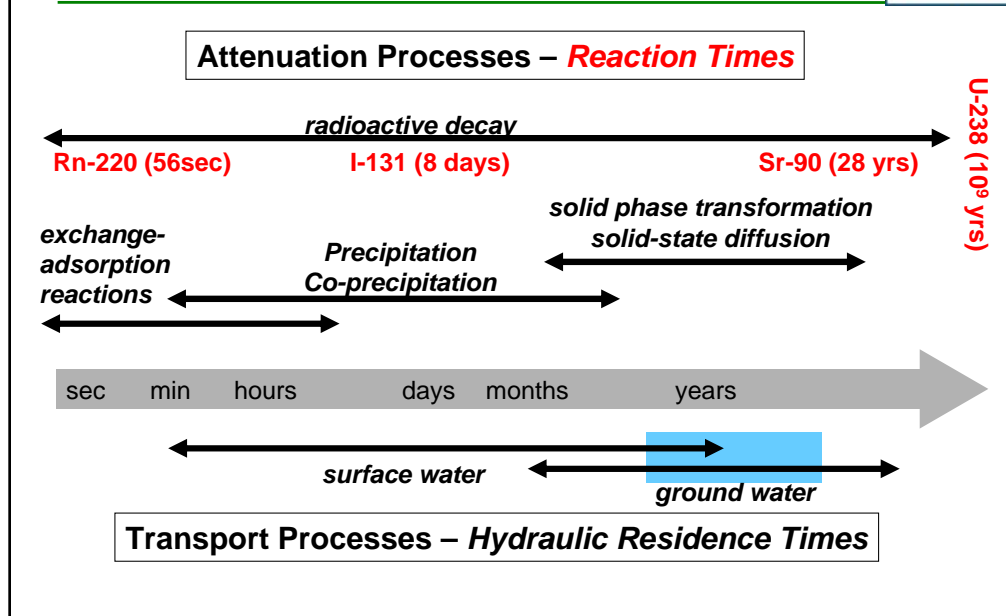 Attenuation Processes – Reaction Times
radioactive decay
Rn-220 (56sec)
I-131 (8 days)
Sr-90 (28 yrs)
U-238 (10⁹ yrs)
solid phase transformation
solid-state diffusion
exchange-
adsorption
reactions
Precipitation
Co-precipitation
sec min hours days months years
surface water
ground water
Transport Processes – Hydraulic Residence Times